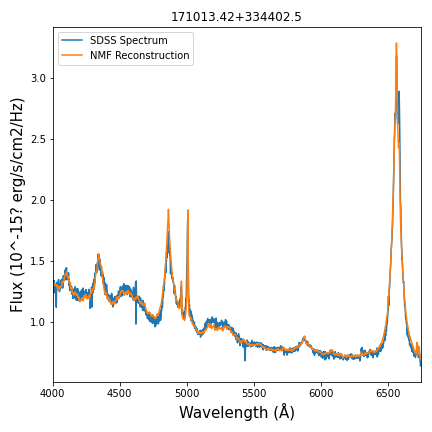 171013.42+334402.5
SDSS Spectrum
NMF Reconstruction
Flux (10^-15? erg/s/cm2/Hz)
3.0
2.5
2.0
1.5
1.0
4000 4500 5000 5500 6000 6500
Wavelength (Å)